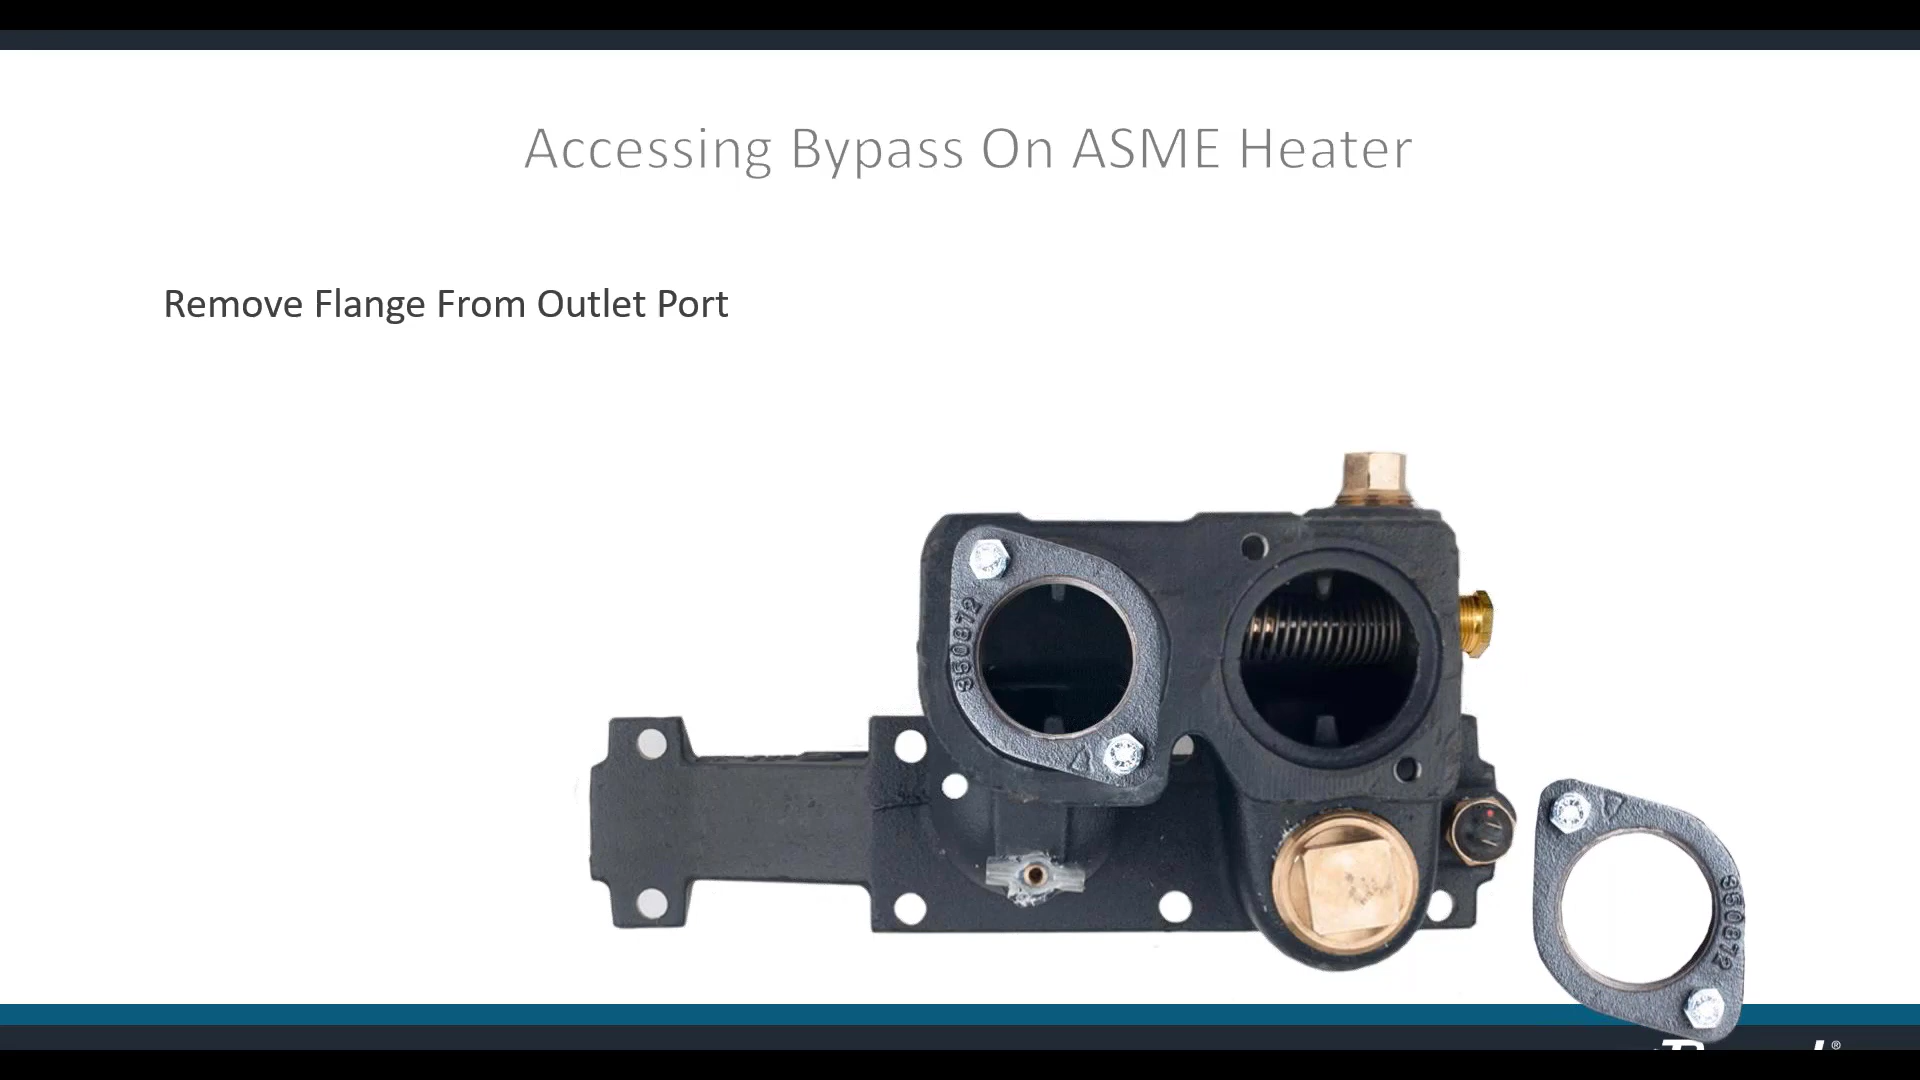 Accessing Bypass On ASME Heater
Remove Flange From Outlet Port
350872
350872
®